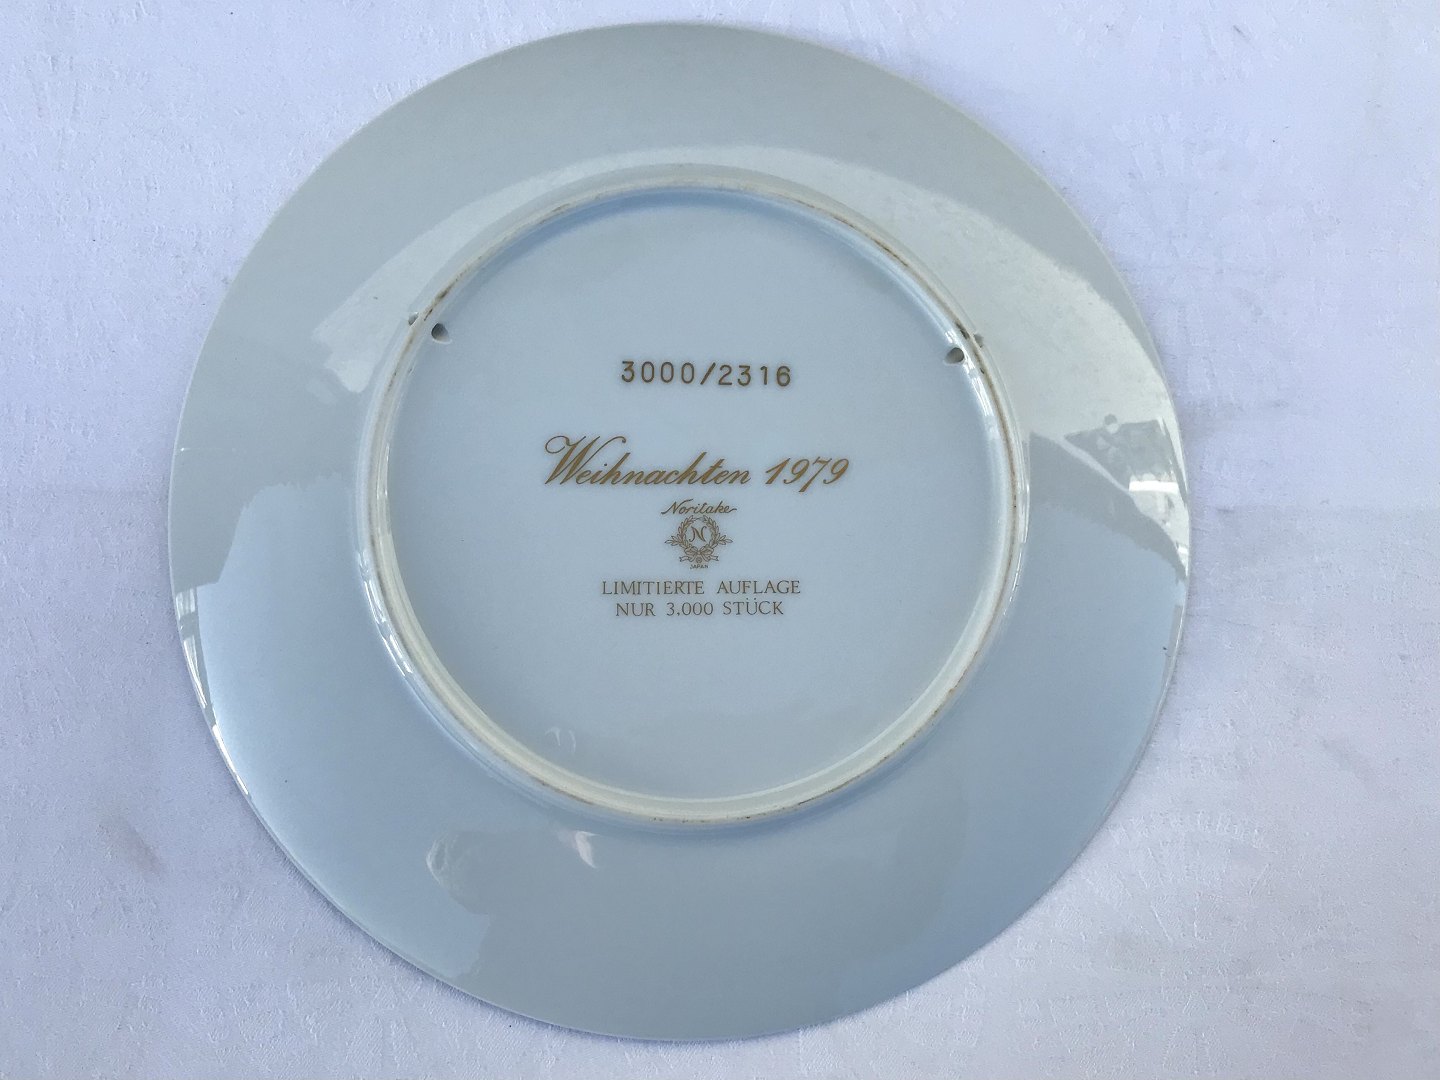 3000/2316
Weihnachten 1979
Noritake
N
JAPAN
LIMITIERTE AUFLAGE
NUR 3.000 STÜCK